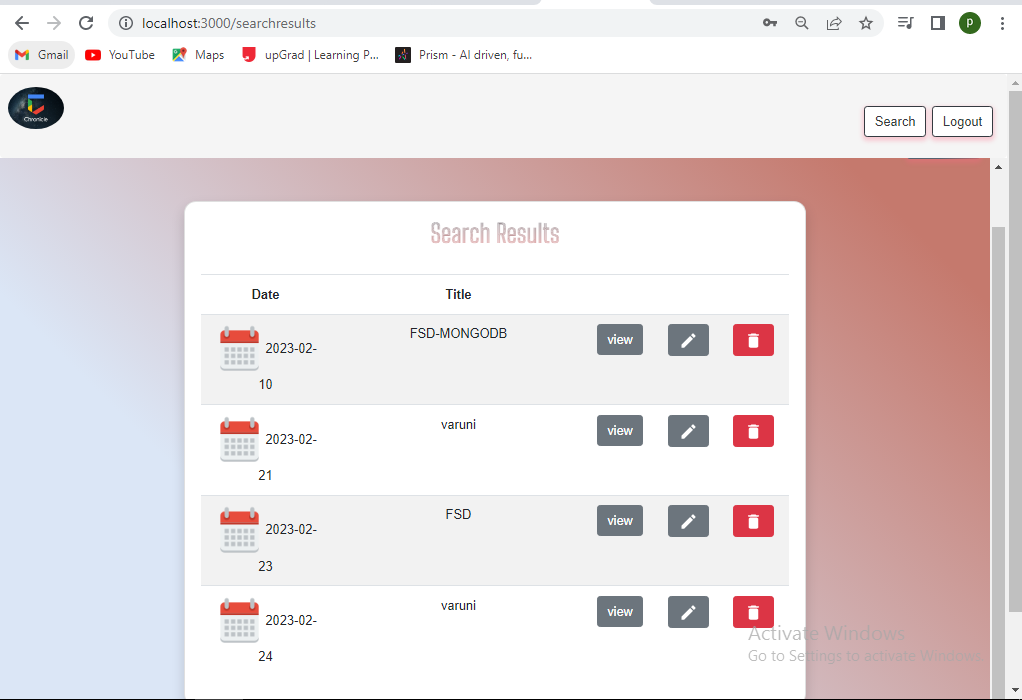 localhost:3000/searchresults
P
Gmail YouTube Maps upGrad | Learning P... Prism - AI driven, fu...
Chronicle
Search Logout
Search Results
Date Title
2023-02-10 FSD-MONGODB view
2023-02-21 varuni view
2023-02-23 FSD view
2023-02-24 varuni view
Activate Windows
Go to Settings to activate Windows.